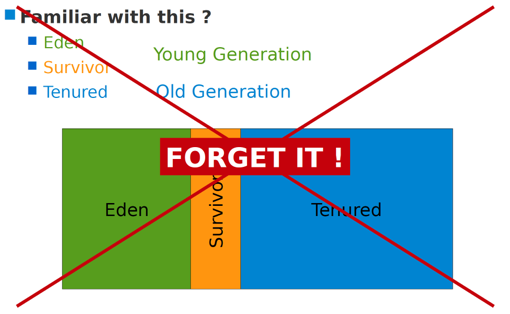 Familiar with this ?
Eden
Young Generation
Survivor
Tenured
Old Generation
FORGET IT !
Eden
Survivor
Tenured